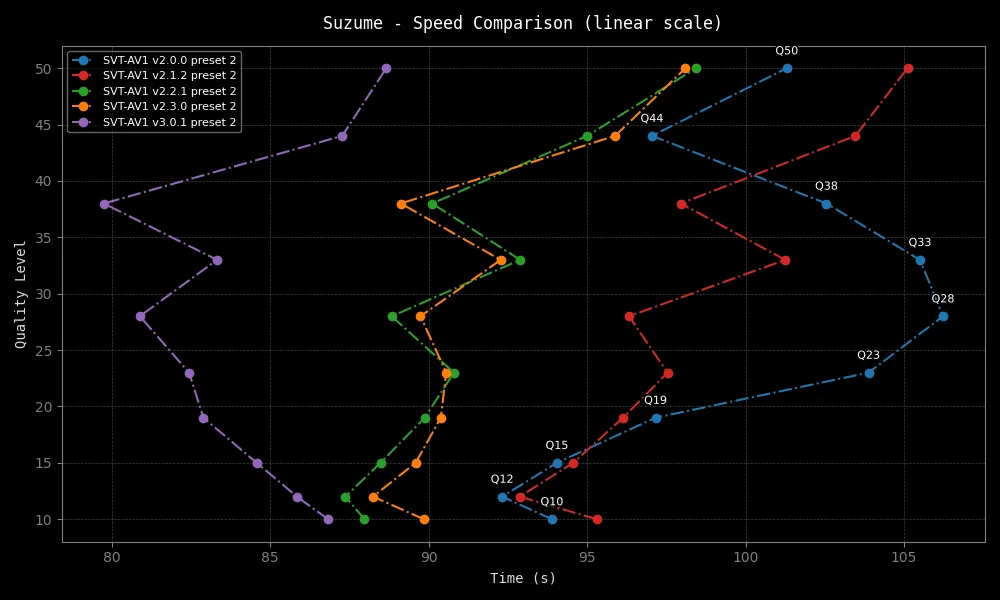 Suzume - Speed Comparison (linear scale)
SVT-AV1 v2.0.0 preset 2
SVT-AV1 v2.1.2 preset 2
SVT-AV1 v2.2.1 preset 2
SVT-AV1 v2.3.0 preset 2
SVT-AV1 v3.0.1 preset 2
Q50
Q44
Q38
Q33
Q28
Q23
Q19
Q15
Q12
Q10
Quality Level
50
45
40
35
30
25
20
15
10
80 85 90 95 100 105
Time (s)